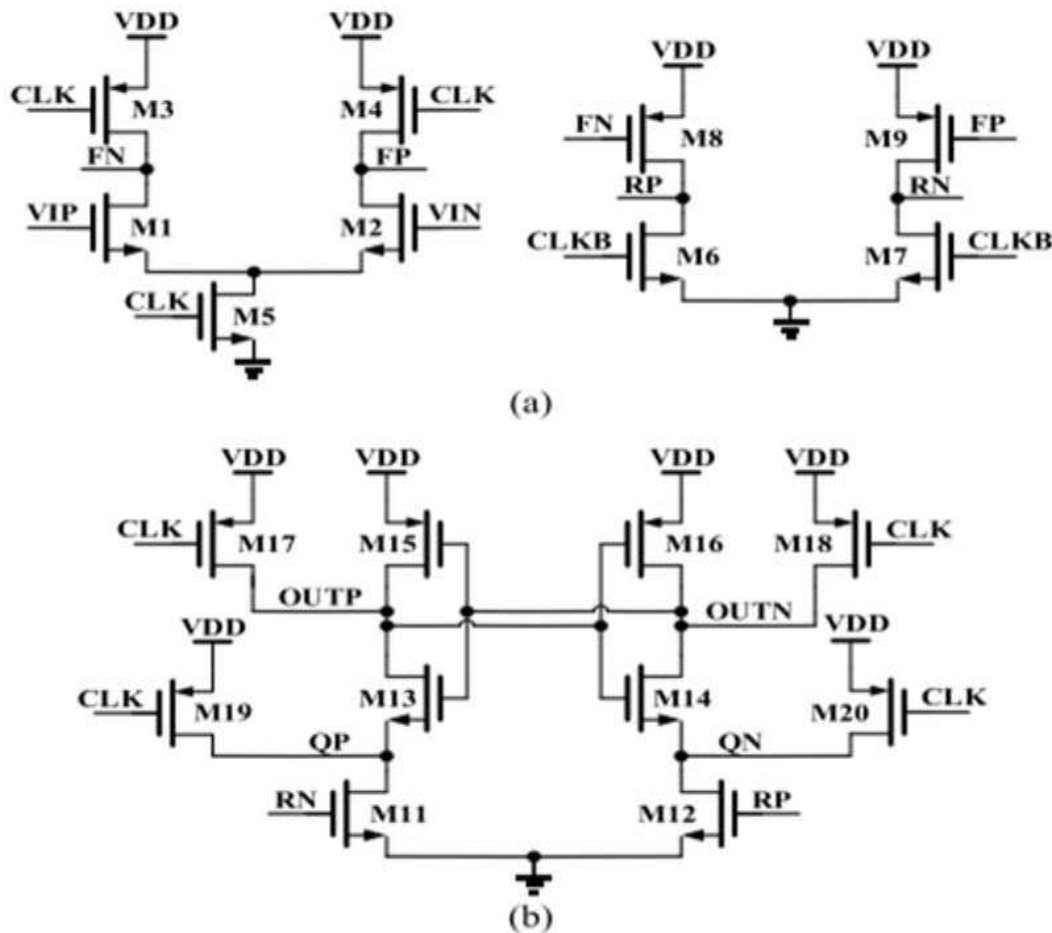 VDD VDD
VDD VDD
CLK M3 M4 CLK
FN M8 M9 FP
FN FP
RP RN
VIP M1 M2 VIN
CLKB M6 M7 CLKB
CLK M5
(a)
VDD VDD VDD VDD
CLK M17 M15 M16 M18 CLK
OUTP OUTN
VDD VDD
CLK M19 M13 M14 M20 CLK
QP QN
RN M11 M12 RP
(b)